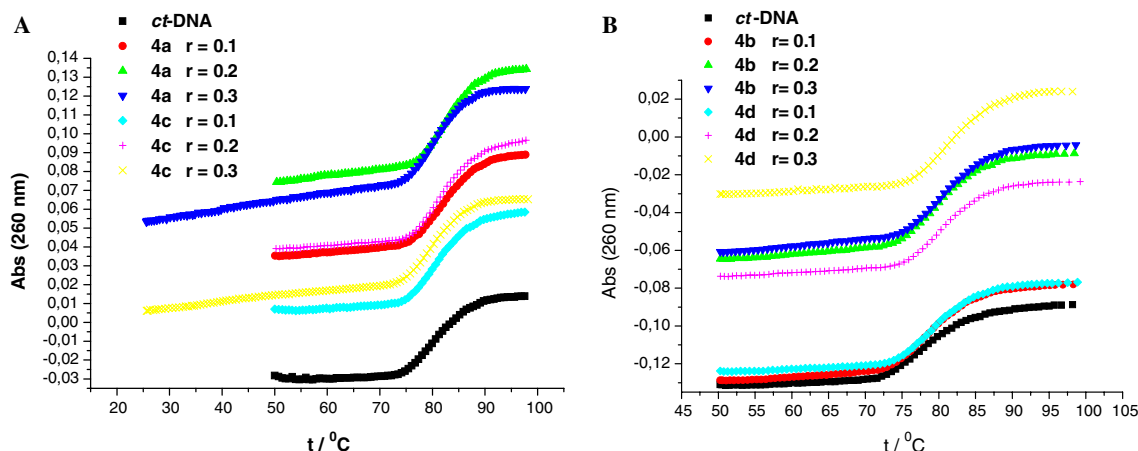 A
ct-DNA
4a r = 0.1
4a r = 0.2
4a r = 0.3
4c r = 0.1
4c r = 0.2
4c r = 0.3
0,14
0,13
0,12
0,11
0,10
0,09
0,08
0,07
0,06
0,05
0,04
0,03
0,02
0,01
0,00
-0,01
-0,02
-0,03
Abs (260 nm)
20 30 40 50 60 70 80 90 100
t / ⁰C
B
ct-DNA
4b r= 0.1
4b r= 0.2
4b r= 0.3
4d r= 0.1
4d r= 0.2
4d r= 0.3
0,02
0,00
-0,02
-0,04
-0,06
-0,08
-0,10
-0,12
Abs (260 nm)
45 50 55 60 65 70 75 80 85 90 95 100 105
t / ⁰C